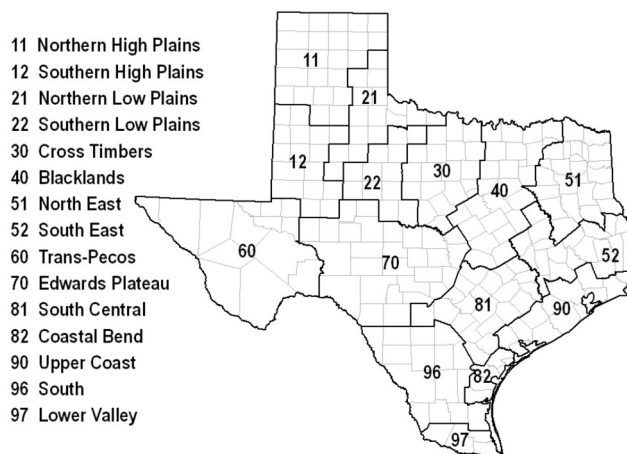 11 Northern High Plains
12 Southern High Plains
21 Northern Low Plains
22 Southern Low Plains
30 Cross Timbers
40 Blacklands
51 North East
52 South East
60 Trans-Pecos
70 Edwards Plateau
81 South Central
82 Coastal Bend
90 Upper Coast
96 South
97 Lower Valley
11
21
12
22
30
40
51
60
70
52
81
90
96
82
97